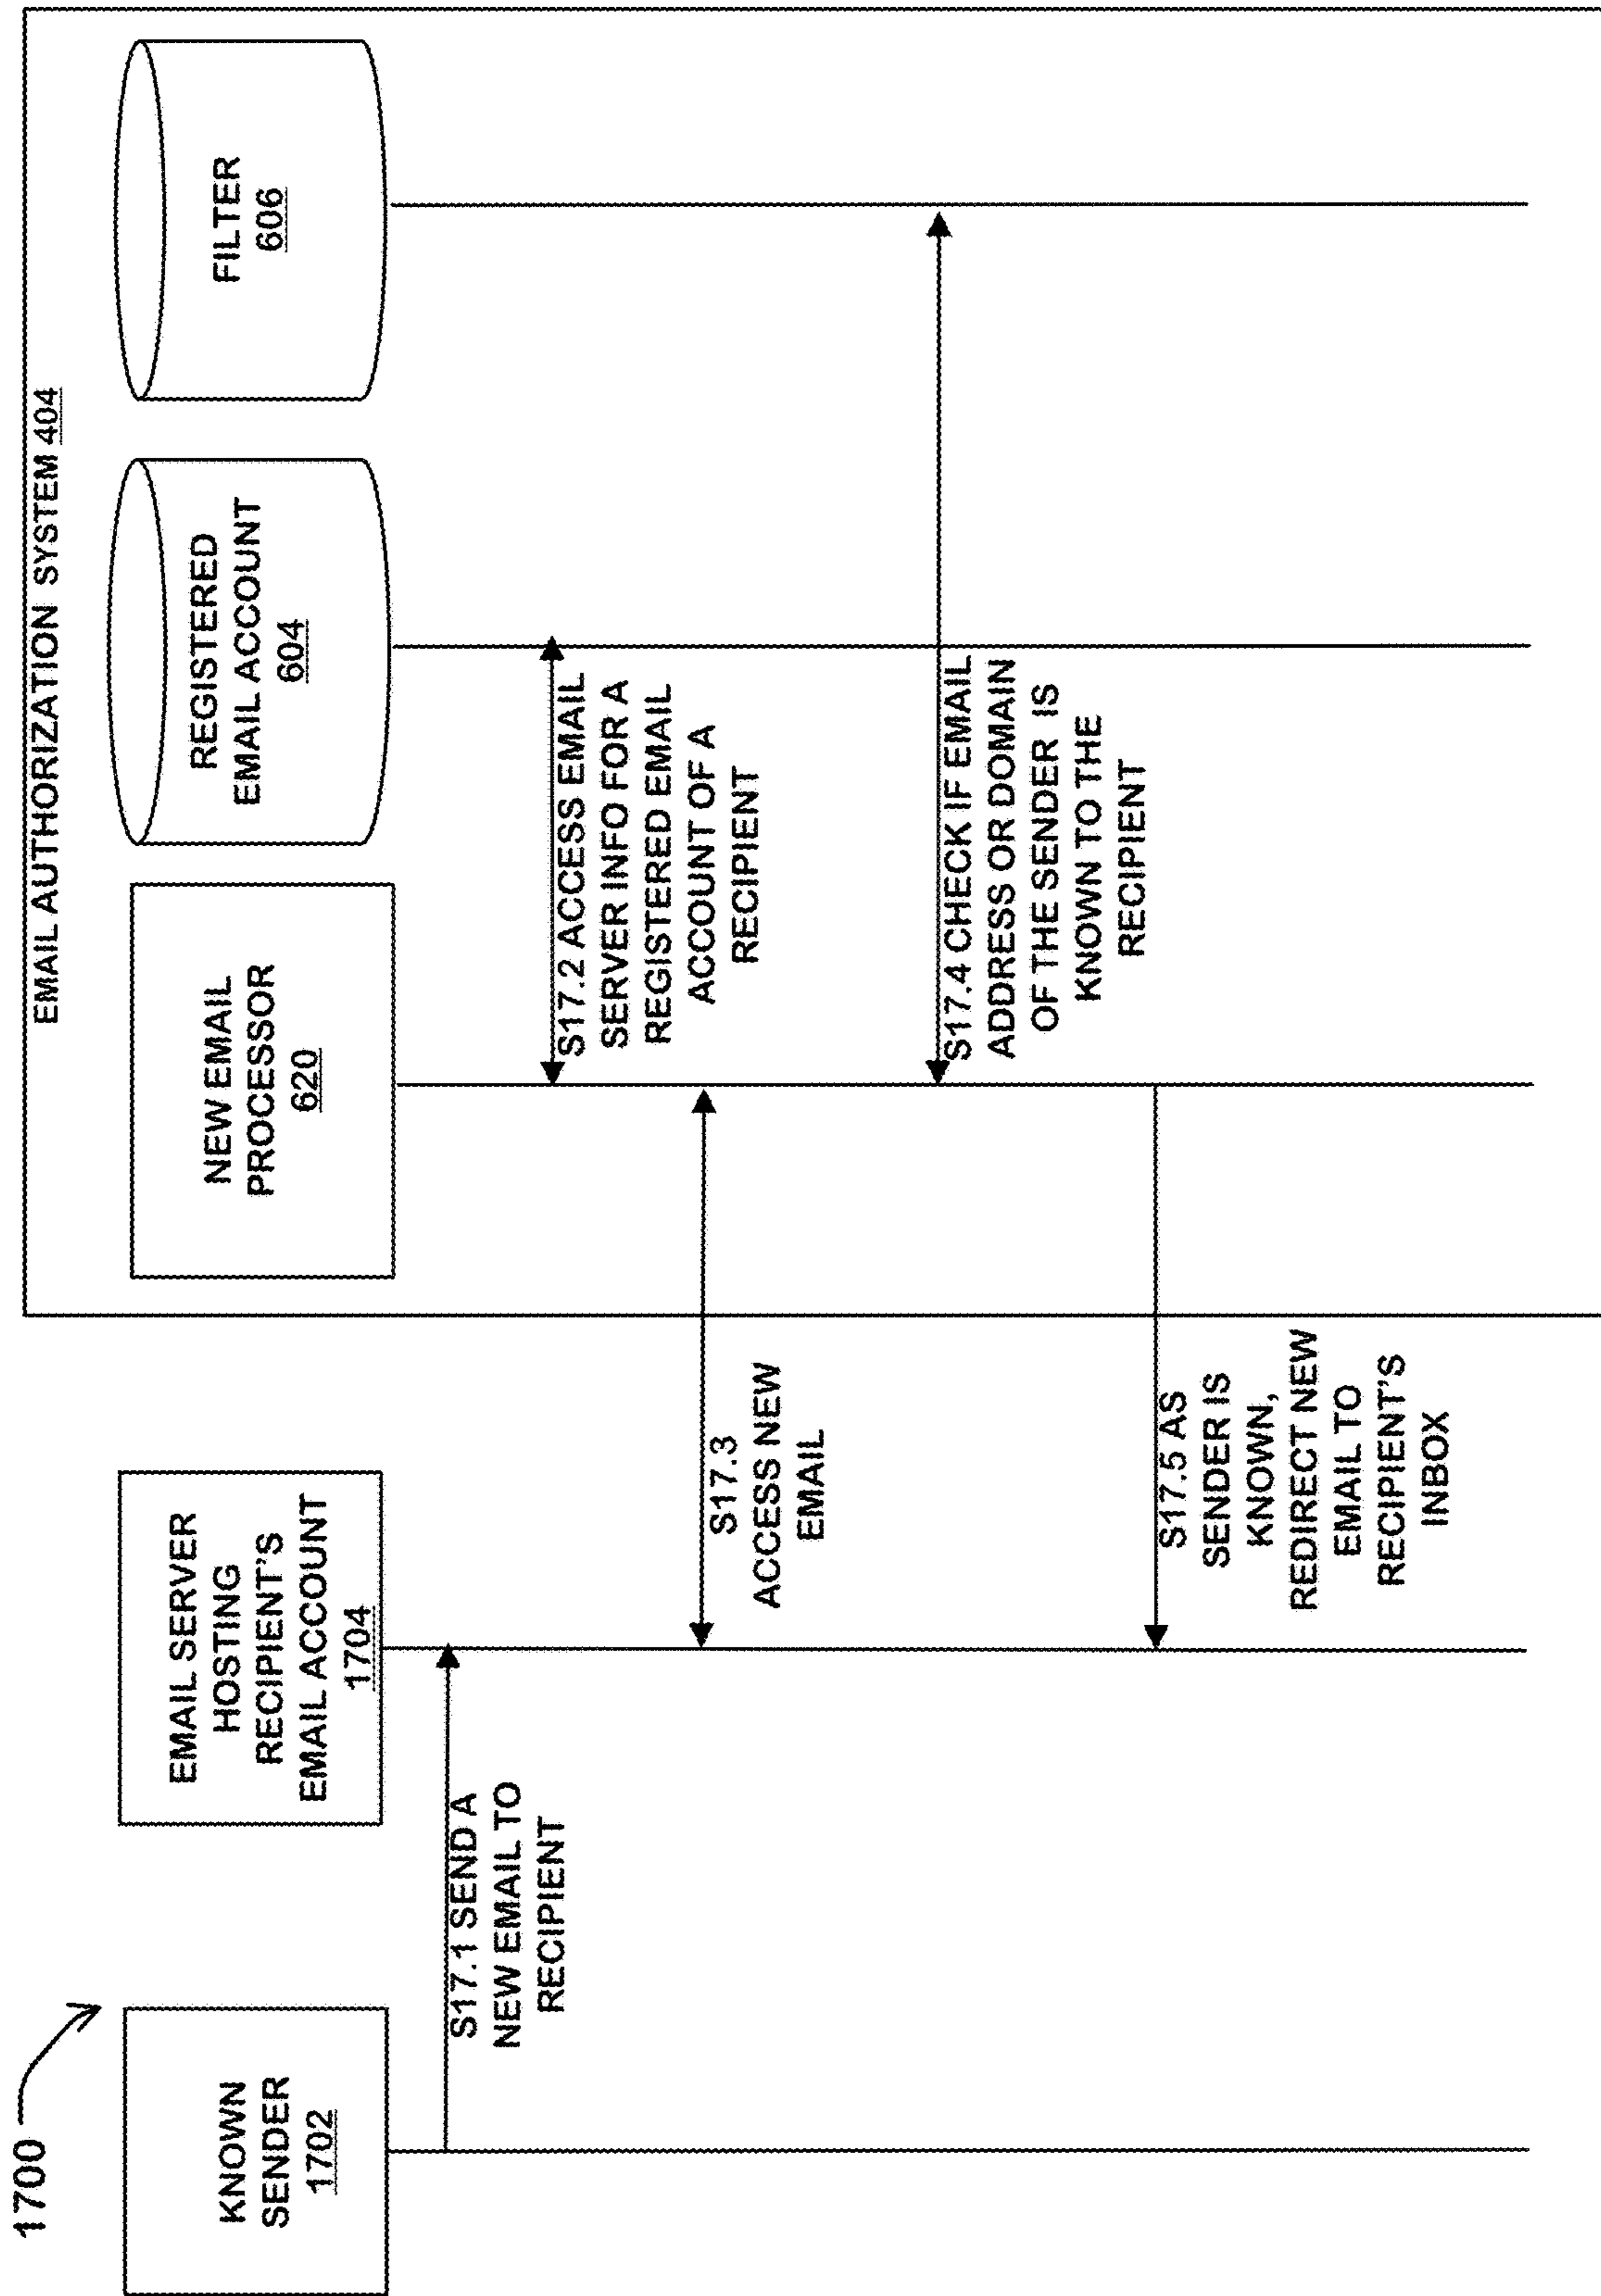 1700
EMAIL AUTHORIZATION SYSTEM 404
KNOWN
SENDER
1702
EMAIL SERVER
HOSTING
RECIPIENT'S
EMAIL ACCOUNT
1704
NEW EMAIL
PROCESSOR
620
REGISTERED
EMAIL ACCOUNT
604
FILTER
606
S17.1 SEND A
NEW EMAIL TO
RECIPIENT
S17.2 ACCESS EMAIL
SERVER INFO FOR A
REGISTERED EMAIL
ACCOUNT OF A
RECIPIENT
S17.3
ACCESS NEW
EMAIL
S17.4 CHECK IF EMAIL
ADDRESS OR DOMAIN
OF THE SENDER IS
KNOWN TO THE
RECIPIENT
S17.5 AS
SENDER IS
KNOWN,
REDIRECT NEW
EMAIL TO
RECIPIENT'S
INBOX